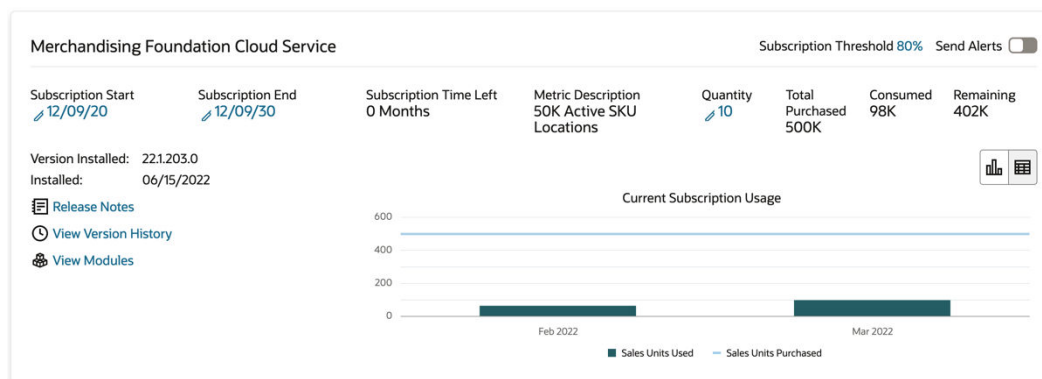 Merchandising Foundation Cloud Service
Subscription Threshold 80% Send Alerts
Subscription Start
12/09/20
Subscription End
12/09/30
Subscription Time Left
0 Months
Metric Description
50K Active SKU
Locations
Quantity
10
Total
Purchased
500K
Consumed
98K
Remaining
402K
Version Installed: 22.1.203.0
Installed: 06/15/2022
Release Notes
View Version History
View Modules
Current Subscription Usage
600
400
200
0
Feb 2022 Mar 2022
Sales Units Used Sales Units Purchased